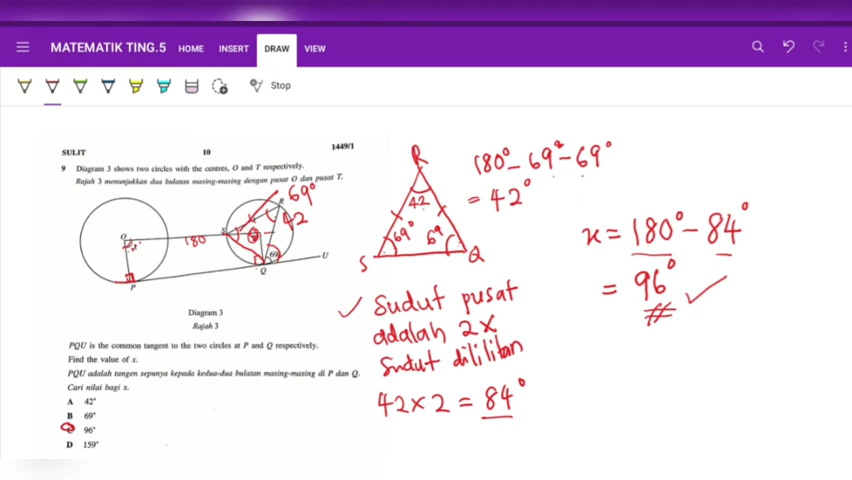 MATEMATIK TING.5
HOME
INSERT
DRAW
VIEW
Stop
SULIT
10
1449/1
9 Diagram 3 shows two circles with the centres, O and T respectively.
Rajah 3 menunjukkan dua bulatan masing-masing dengan pusat O dan pusat T.
69°
R
42
O
180
S
x
69
Q
U
P
Diagram 3
Rajah 3
PQU is the common tangent to the two circles at P and Q respectively.
Find the value of x.
PQU adalah tangen sepunya kepada kedua-dua bulatan masing-masing di P dan Q.
Cari nilai bagi x.
A 42°
B 69°
96°
D 159°
R
42
69°
69
S
Q
180° - 69° - 69°
= 42°
✓ Sudut pusat
adalah 2x
Sudut dililitan
42 x 2 = 84°
x = 180° - 84°
= 96° ✓